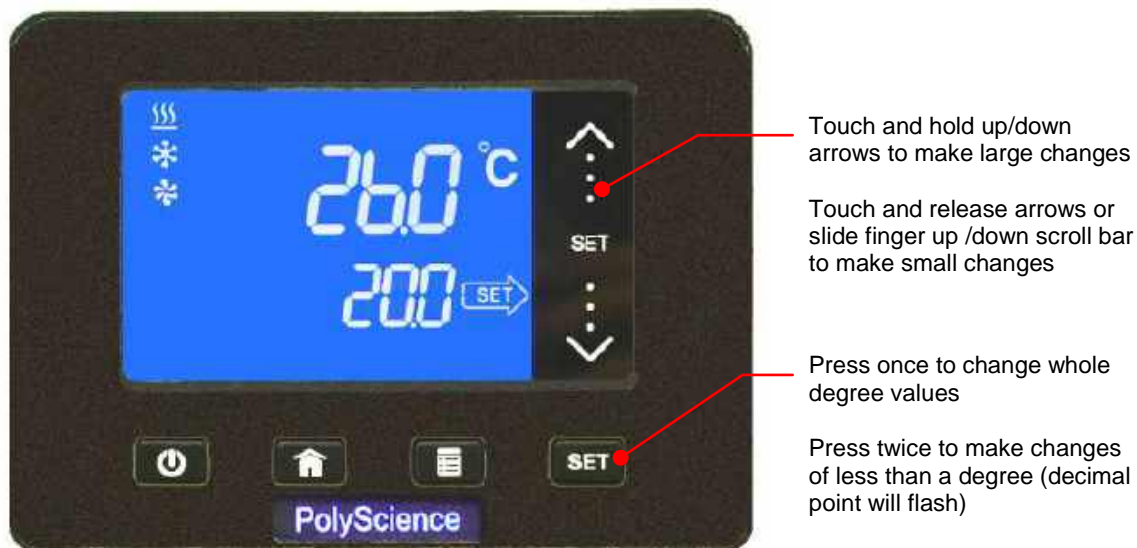 26.0 °C
SET
20.0 SET
SET
PolyScience
Touch and hold up/down
arrows to make large changes
Touch and release arrows or
slide finger up /down scroll bar
to make small changes
Press once to change whole
degree values
Press twice to make changes
of less than a degree (decimal
point will flash)